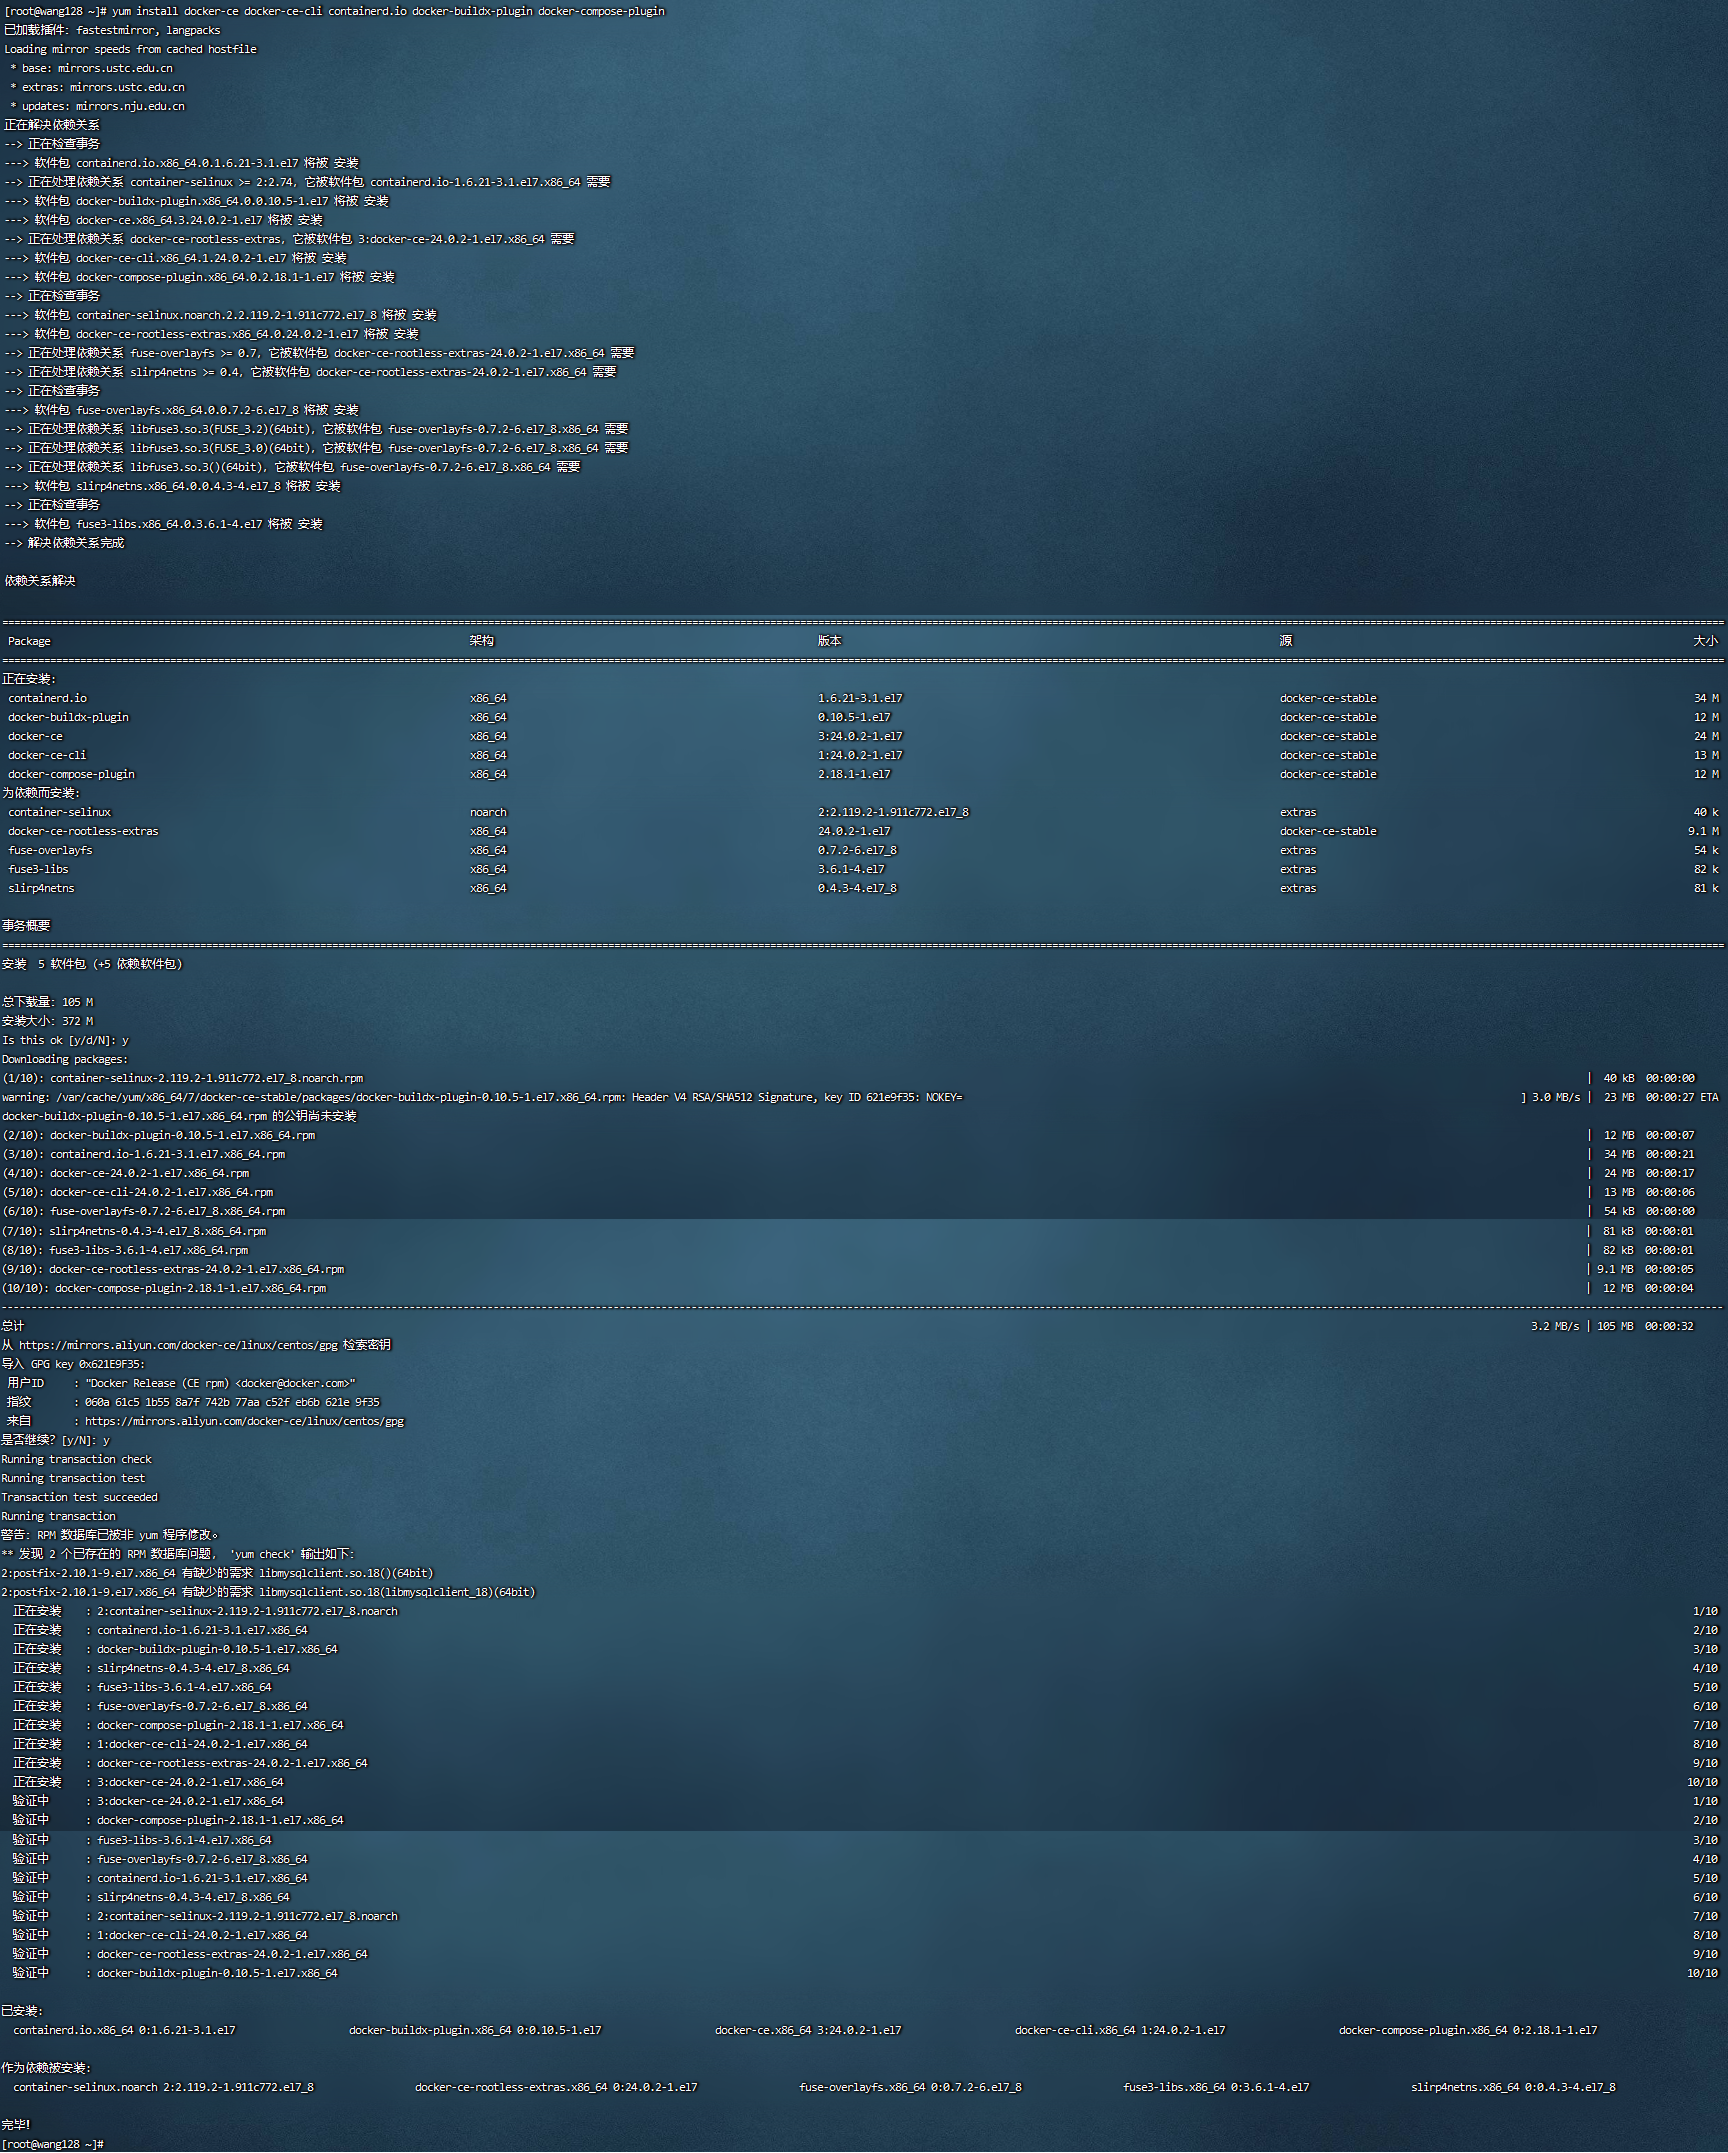 [root@wang128 ~]# yum install docker-ce docker-ce-cli containerd.io docker-buildx-plugin docker-compose-plugin
已加载插件: fastestmirror, langpacks
Loading mirror speeds from cached hostfile
 * base: mirrors.ustc.edu.cn
 * extras: mirrors.ustc.edu.cn
 * updates: mirrors.nju.edu.cn
正在解决依赖关系
--> 正在检查事务
---> 软件包 containerd.io.x86_64.0.1.6.21-3.1.el7 将被 安装
--> 正在处理依赖关系 container-selinux >= 2:2.74, 它被软件包 containerd.io-1.6.21-3.1.el7.x86_64 需要
---> 软件包 docker-buildx-plugin.x86_64.0.0.10.5-1.el7 将被 安装
---> 软件包 docker-ce.x86_64.3.24.0.2-1.el7 将被 安装
--> 正在处理依赖关系 docker-ce-rootless-extras, 它被软件包 3:docker-ce-24.0.2-1.el7.x86_64 需要
---> 软件包 docker-ce-cli.x86_64.1.24.0.2-1.el7 将被 安装
---> 软件包 docker-compose-plugin.x86_64.0.2.18.1-1.el7 将被 安装
--> 正在检查事务
---> 软件包 container-selinux.noarch.2.2.119.2-1.911c772.el7_8 将被 安装
---> 软件包 docker-ce-rootless-extras.x86_64.0.24.0.2-1.el7 将被 安装
--> 正在处理依赖关系 fuse-overlayfs >= 0.7, 它被软件包 docker-ce-rootless-extras-24.0.2-1.el7.x86_64 需要
--> 正在处理依赖关系 slirp4netns >= 0.4, 它被软件包 docker-ce-rootless-extras-24.0.2-1.el7.x86_64 需要
--> 正在检查事务
---> 软件包 fuse-overlayfs.x86_64.0.0.7.2-6.el7_8 将被 安装
--> 正在处理依赖关系 libfuse3.so.3(FUSE_3.2)(64bit), 它被软件包 fuse-overlayfs-0.7.2-6.el7_8.x86_64 需要
--> 正在处理依赖关系 libfuse3.so.3(FUSE_3.0)(64bit), 它被软件包 fuse-overlayfs-0.7.2-6.el7_8.x86_64 需要
--> 正在处理依赖关系 libfuse3.so.3()(64bit), 它被软件包 fuse-overlayfs-0.7.2-6.el7_8.x86_64 需要
---> 软件包 slirp4netns.x86_64.0.0.4.3-4.el7_8 将被 安装
--> 正在检查事务
---> 软件包 fuse3-libs.x86_64.0.3.6.1-4.el7 将被 安装
--> 解决依赖关系完成
依赖关系解决
Package 架构 版本 源 大小
正在安装:
containerd.io x86_64 1.6.21-3.1.el7 docker-ce-stable 34 M
docker-buildx-plugin x86_64 0.10.5-1.el7 docker-ce-stable 12 M
docker-ce x86_64 3:24.0.2-1.el7 docker-ce-stable 24 M
docker-ce-cli x86_64 1:24.0.2-1.el7 docker-ce-stable 13 M
docker-compose-plugin x86_64 2.18.1-1.el7 docker-ce-stable 12 M
为依赖而安装:
container-selinux noarch 2:2.119.2-1.911c772.el7_8 extras 40 k
docker-ce-rootless-extras x86_64 24.0.2-1.el7 docker-ce-stable 9.1 M
fuse-overlayfs x86_64 0.7.2-6.el7_8 extras 54 k
fuse3-libs x86_64 3.6.1-4.el7 extras 82 k
slirp4netns x86_64 0.4.3-4.el7_8 extras 81 k
事务概要
安装  5 软件包 (+5 依赖软件包)
总下载量: 105 M
安装大小: 372 M
Is this ok [y/d/N]: y
Downloading packages:
(1/10): container-selinux-2.119.2-1.911c772.el7_8.noarch.rpm | 40 kB 00:00:00
warning: /var/cache/yum/x86_64/7/docker-ce-stable/packages/docker-buildx-plugin-0.10.5-1.el7.x86_64.rpm: Header V4 RSA/SHA512 Signature, key ID 621e9f35: NOKEY= ] 3.0 MB/s | 23 MB 00:00:27 ETA
docker-buildx-plugin-0.10.5-1.el7.x86_64.rpm 的公钥尚未安装
(2/10): docker-buildx-plugin-0.10.5-1.el7.x86_64.rpm | 12 MB 00:00:07
(3/10): containerd.io-1.6.21-3.1.el7.x86_64.rpm | 34 MB 00:00:21
(4/10): docker-ce-24.0.2-1.el7.x86_64.rpm | 24 MB 00:00:17
(5/10): docker-ce-cli-24.0.2-1.el7.x86_64.rpm | 13 MB 00:00:06
(6/10): fuse-overlayfs-0.7.2-6.el7_8.x86_64.rpm | 54 kB 00:00:00
(7/10): slirp4netns-0.4.3-4.el7_8.x86_64.rpm | 81 kB 00:00:01
(8/10): fuse3-libs-3.6.1-4.el7.x86_64.rpm | 82 kB 00:00:01
(9/10): docker-ce-rootless-extras-24.0.2-1.el7.x86_64.rpm | 9.1 MB 00:00:05
(10/10): docker-compose-plugin-2.18.1-1.el7.x86_64.rpm | 12 MB 00:00:04
总计 3.2 MB/s | 105 MB 00:00:32
从 https://mirrors.aliyun.com/docker-ce/linux/centos/gpg 检索密钥
导入 GPG key 0x621E9F35:
用户ID : "Docker Release (CE rpm) <docker@docker.com>"
指纹 : 060a 61c5 1b55 8a7f 742b 77aa c52f eb6b 621e 9f35
来自 : https://mirrors.aliyun.com/docker-ce/linux/centos/gpg
是否继续? [y/N]: y
Running transaction check
Running transaction test
Transaction test succeeded
Running transaction
警告: RPM 数据库已被非 yum 程序修改。
** 发现 2 个已存在的 RPM 数据库问题, 'yum check' 输出如下:
2:postfix-2.10.1-9.el7.x86_64 有缺少的需求 libmysqlclient.so.18()(64bit)
2:postfix-2.10.1-9.el7.x86_64 有缺少的需求 libmysqlclient.so.18(libmysqlclient_18)(64bit)
正在安装 : 2:container-selinux-2.119.2-1.911c772.el7_8.noarch 1/10
正在安装 : containerd.io-1.6.21-3.1.el7.x86_64 2/10
正在安装 : docker-buildx-plugin-0.10.5-1.el7.x86_64 3/10
正在安装 : slirp4netns-0.4.3-4.el7_8.x86_64 4/10
正在安装 : fuse3-libs-3.6.1-4.el7.x86_64 5/10
正在安装 : fuse-overlayfs-0.7.2-6.el7_8.x86_64 6/10
正在安装 : docker-compose-plugin-2.18.1-1.el7.x86_64 7/10
正在安装 : 1:docker-ce-cli-24.0.2-1.el7.x86_64 8/10
正在安装 : docker-ce-rootless-extras-24.0.2-1.el7.x86_64 9/10
正在安装 : 3:docker-ce-24.0.2-1.el7.x86_64 10/10
验证中 : 3:docker-ce-24.0.2-1.el7.x86_64 1/10
验证中 : docker-compose-plugin-2.18.1-1.el7.x86_64 2/10
验证中 : fuse3-libs-3.6.1-4.el7.x86_64 3/10
验证中 : fuse-overlayfs-0.7.2-6.el7_8.x86_64 4/10
验证中 : containerd.io-1.6.21-3.1.el7.x86_64 5/10
验证中 : slirp4netns-0.4.3-4.el7_8.x86_64 6/10
验证中 : 2:container-selinux-2.119.2-1.911c772.el7_8.noarch 7/10
验证中 : 1:docker-ce-cli-24.0.2-1.el7.x86_64 8/10
验证中 : docker-ce-rootless-extras-24.0.2-1.el7.x86_64 9/10
验证中 : docker-buildx-plugin-0.10.5-1.el7.x86_64 10/10
已安装:
containerd.io.x86_64 0:1.6.21-3.1.el7 docker-buildx-plugin.x86_64 0:0.10.5-1.el7 docker-ce.x86_64 3:24.0.2-1.el7 docker-ce-cli.x86_64 1:24.0.2-1.el7 docker-compose-plugin.x86_64 0:2.18.1-1.el7
作为依赖被安装:
container-selinux.noarch 2:2.119.2-1.911c772.el7_8 docker-ce-rootless-extras.x86_64 0:24.0.2-1.el7 fuse-overlayfs.x86_64 0:0.7.2-6.el7_8 fuse3-libs.x86_64 0:3.6.1-4.el7 slirp4netns.x86_64 0:0.4.3-4.el7_8
完毕!
[root@wang128 ~]#